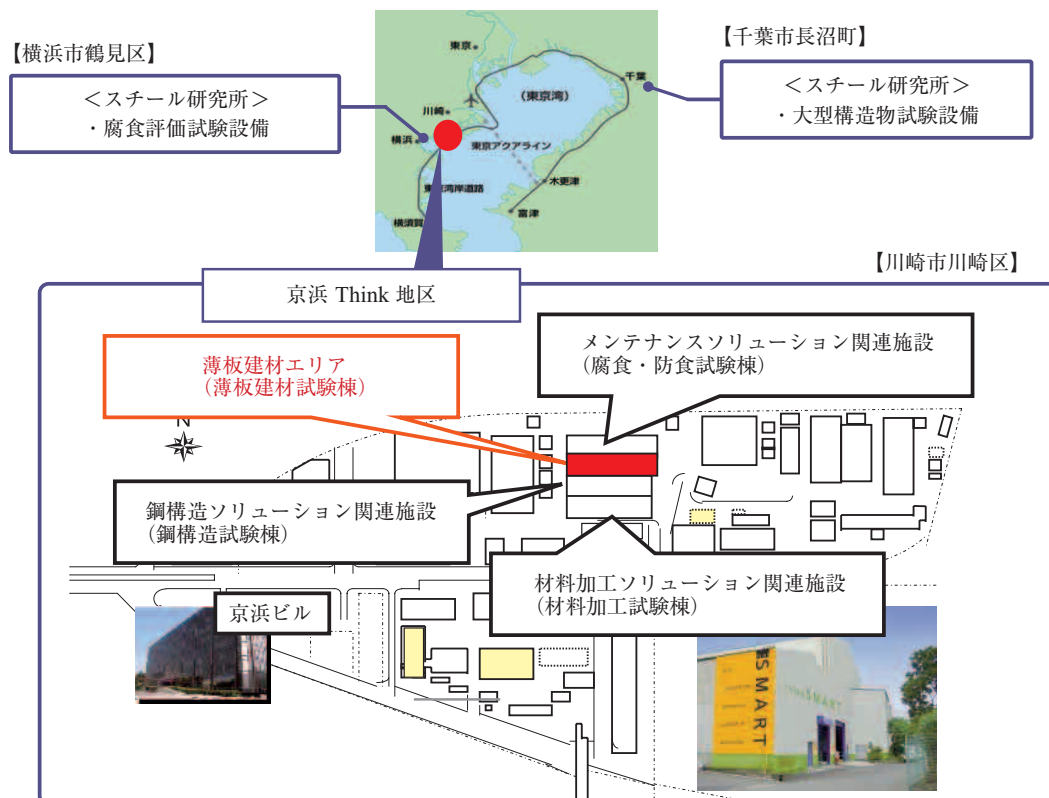 【横浜市鶴見区】
＜スチール研究所＞
・腐食評価試験設備
【千葉市長沼町】
＜スチール研究所＞
・大型構造物試験設備
東京
千葉
(東京湾)
川崎
横浜
東京アクアライン
木更津
東京湾岸道路
富津
横須賀
【川崎市川崎区】
京浜 Think 地区
薄板建材エリア
(薄板建材試験棟)
メンテナンスソリューション関連施設
(腐食・防食試験棟)
N
鋼構造ソリューション関連施設
(鋼構造試験棟)
材料加工ソリューション関連施設
(材料加工試験棟)
京浜ビル
SMART
SMART